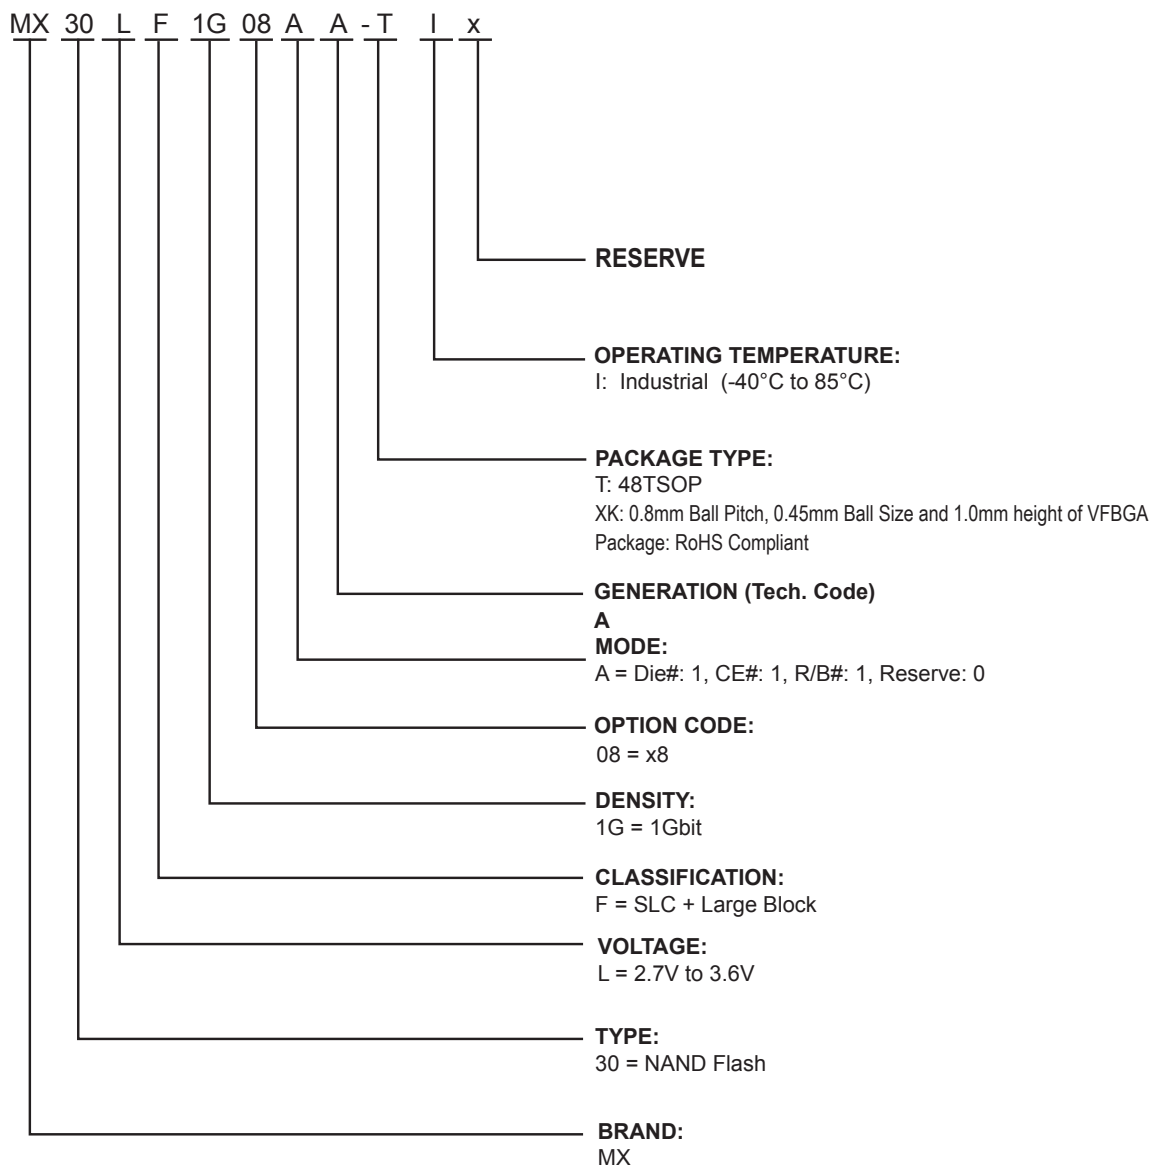 MX 30 L F 1G 08 A A - T I x
RESERVE
OPERATING TEMPERATURE:
I: Industrial (-40°C to 85°C)
PACKAGE TYPE:
T: 48TSOP
XK: 0.8mm Ball Pitch, 0.45mm Ball Size and 1.0mm height of VFBGA
Package: RoHS Compliant
GENERATION (Tech. Code)
A
MODE:
A = Die#: 1, CE#: 1, R/B#: 1, Reserve: 0
OPTION CODE:
08 = x8
DENSITY:
1G = 1Gbit
CLASSIFICATION:
F = SLC + Large Block
VOLTAGE:
L = 2.7V to 3.6V
TYPE:
30 = NAND Flash
BRAND:
MX